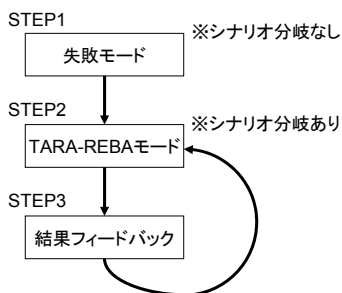 STEP1
※シナリオ分岐なし
失敗モード
STEP2
※シナリオ分岐あり
TARA-REBAモード
STEP3
結果フィードバック